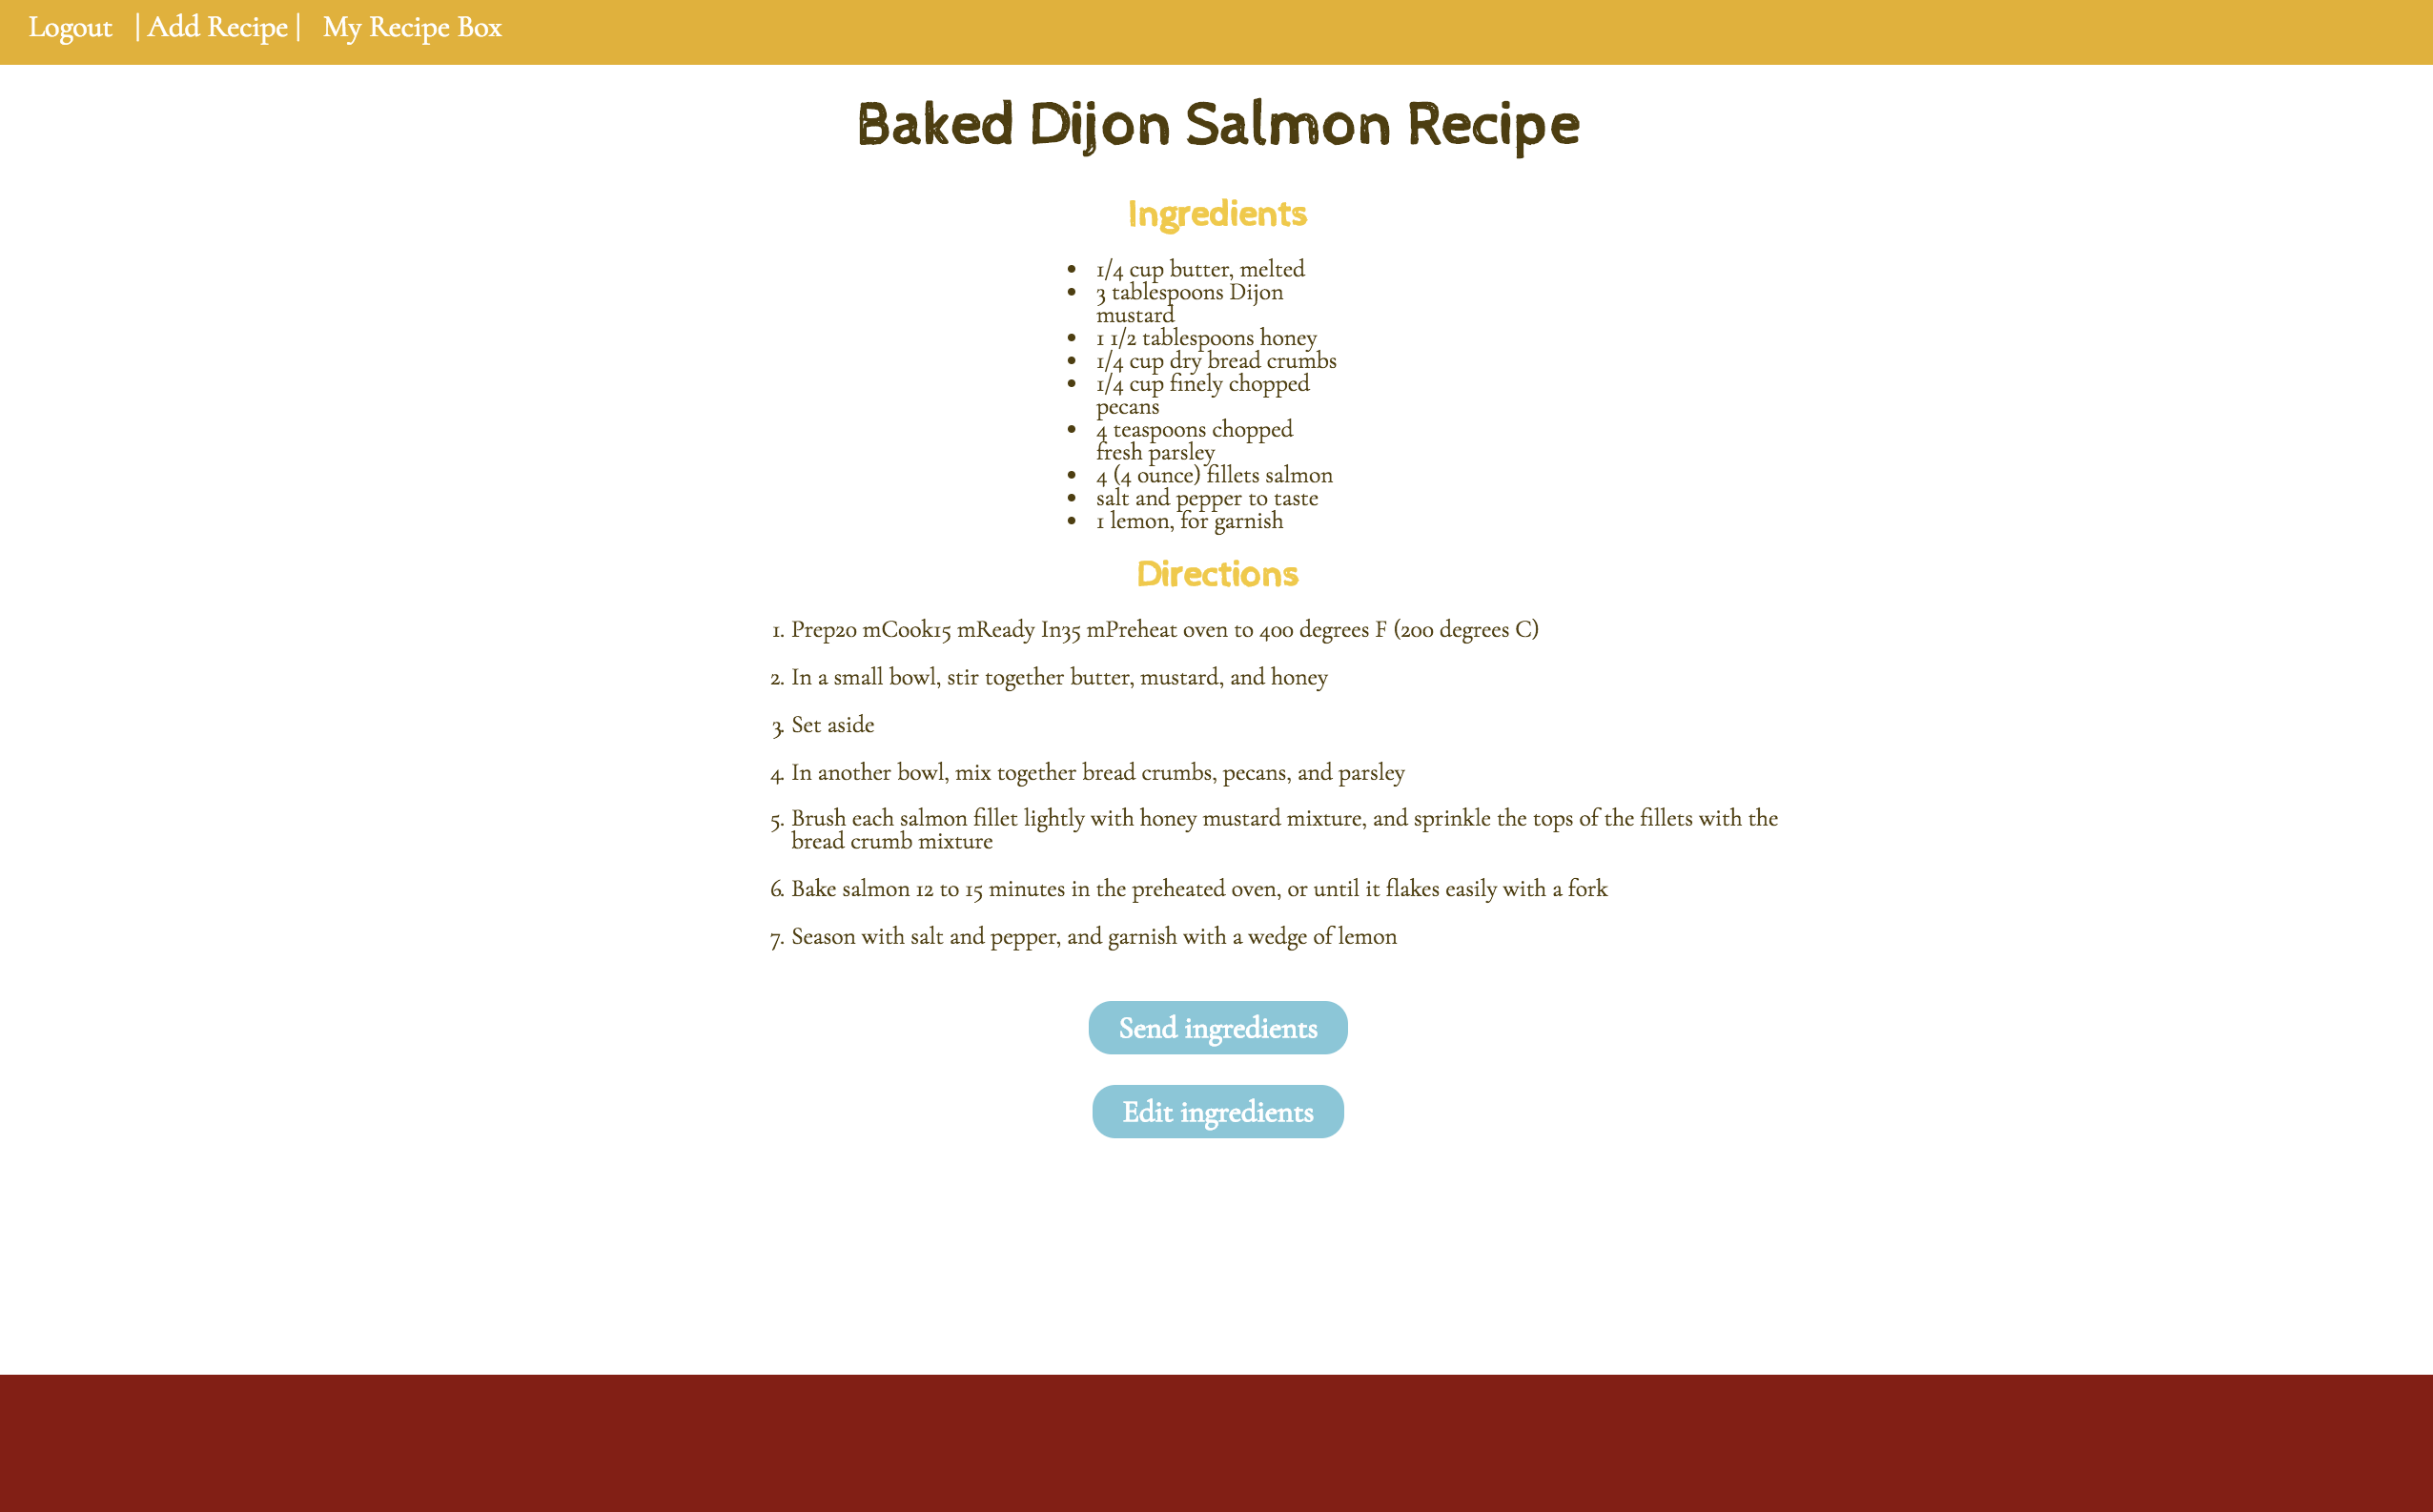 Logout | Add Recipe | My Recipe Box
Baked Dijon Salmon Recipe
Ingredients
• 1/4 cup butter, melted
• 3 tablespoons Dijon
mustard
• 1 1/2 tablespoons honey
• 1/4 cup dry bread crumbs
• 1/4 cup finely chopped
pecans
• 4 teaspoons chopped
fresh parsley
• 4 (4 ounce) fillets salmon
• salt and pepper to taste
• 1 lemon, for garnish
Directions
1. Prep20 mCook15 mReady In35 mPreheat oven to 400 degrees F (200 degrees C)
2. In a small bowl, stir together butter, mustard, and honey
3. Set aside
4. In another bowl, mix together bread crumbs, pecans, and parsley
5. Brush each salmon fillet lightly with honey mustard mixture, and sprinkle the tops of the fillets with the
bread crumb mixture
6. Bake salmon 12 to 15 minutes in the preheated oven, or until it flakes easily with a fork
7. Season with salt and pepper, and garnish with a wedge of lemon
Send ingredients
Edit ingredients